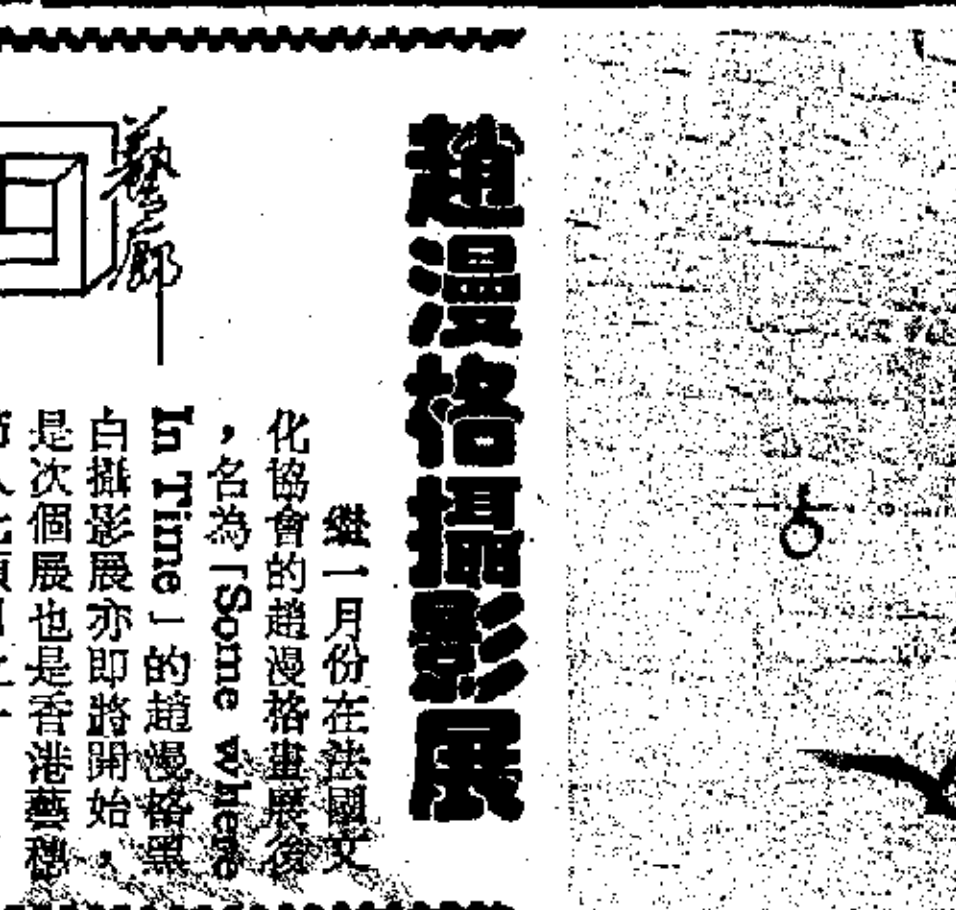 趙漫格攝影展
藝廊
繼一月份在法國文
化協會的趙漫格畫展後
，名為「Some where
In Time」的趙漫格黑
白攝影展亦即將開始，
是次個展也是香港藝穗